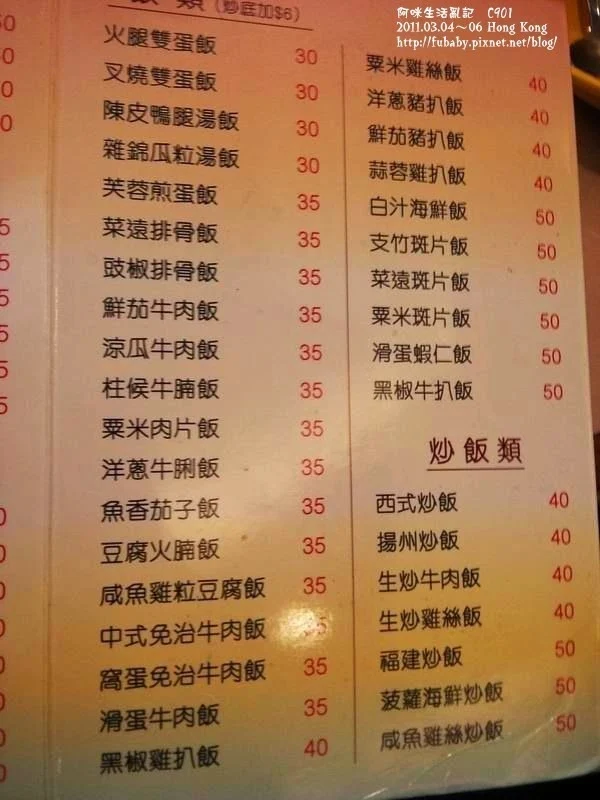 阿咪生活亂記 C901
2011.03.04～06 Hong Kong
http://fubaby.pixnet.net/blog/
飯 類 (炒底加$6)
火腿雙蛋飯 30
叉燒雙蛋飯 30
陳皮鴨腿湯飯 30
雜錦瓜粒湯飯 30
芙蓉煎蛋飯 35
菜遠排骨飯 35
豉椒排骨飯 35
鮮茄牛肉飯 35
涼瓜牛肉飯 35
柱候牛腩飯 35
粟米肉片飯 35
洋蔥牛脷飯 35
魚香茄子飯 35
豆腐火腩飯 35
咸魚雞粒豆腐飯 35
中式免治牛肉飯 35
窩蛋免治牛肉飯 35
滑蛋牛肉飯 35
黑椒雞扒飯 40
粟米雞絲飯 40
洋蔥豬扒飯 40
鮮茄豬扒飯 40
蒜蓉雞扒飯 40
白汁海鮮飯 50
支竹斑片飯 50
菜遠斑片飯 50
粟米斑片飯 50
滑蛋蝦仁飯 50
黑椒牛扒飯 50
炒飯類
西式炒飯 40
揚州炒飯 40
生炒牛肉飯 40
生炒雞絲飯 40
福建炒飯 50
菠蘿海鮮炒飯 50
咸魚雞絲炒飯 50